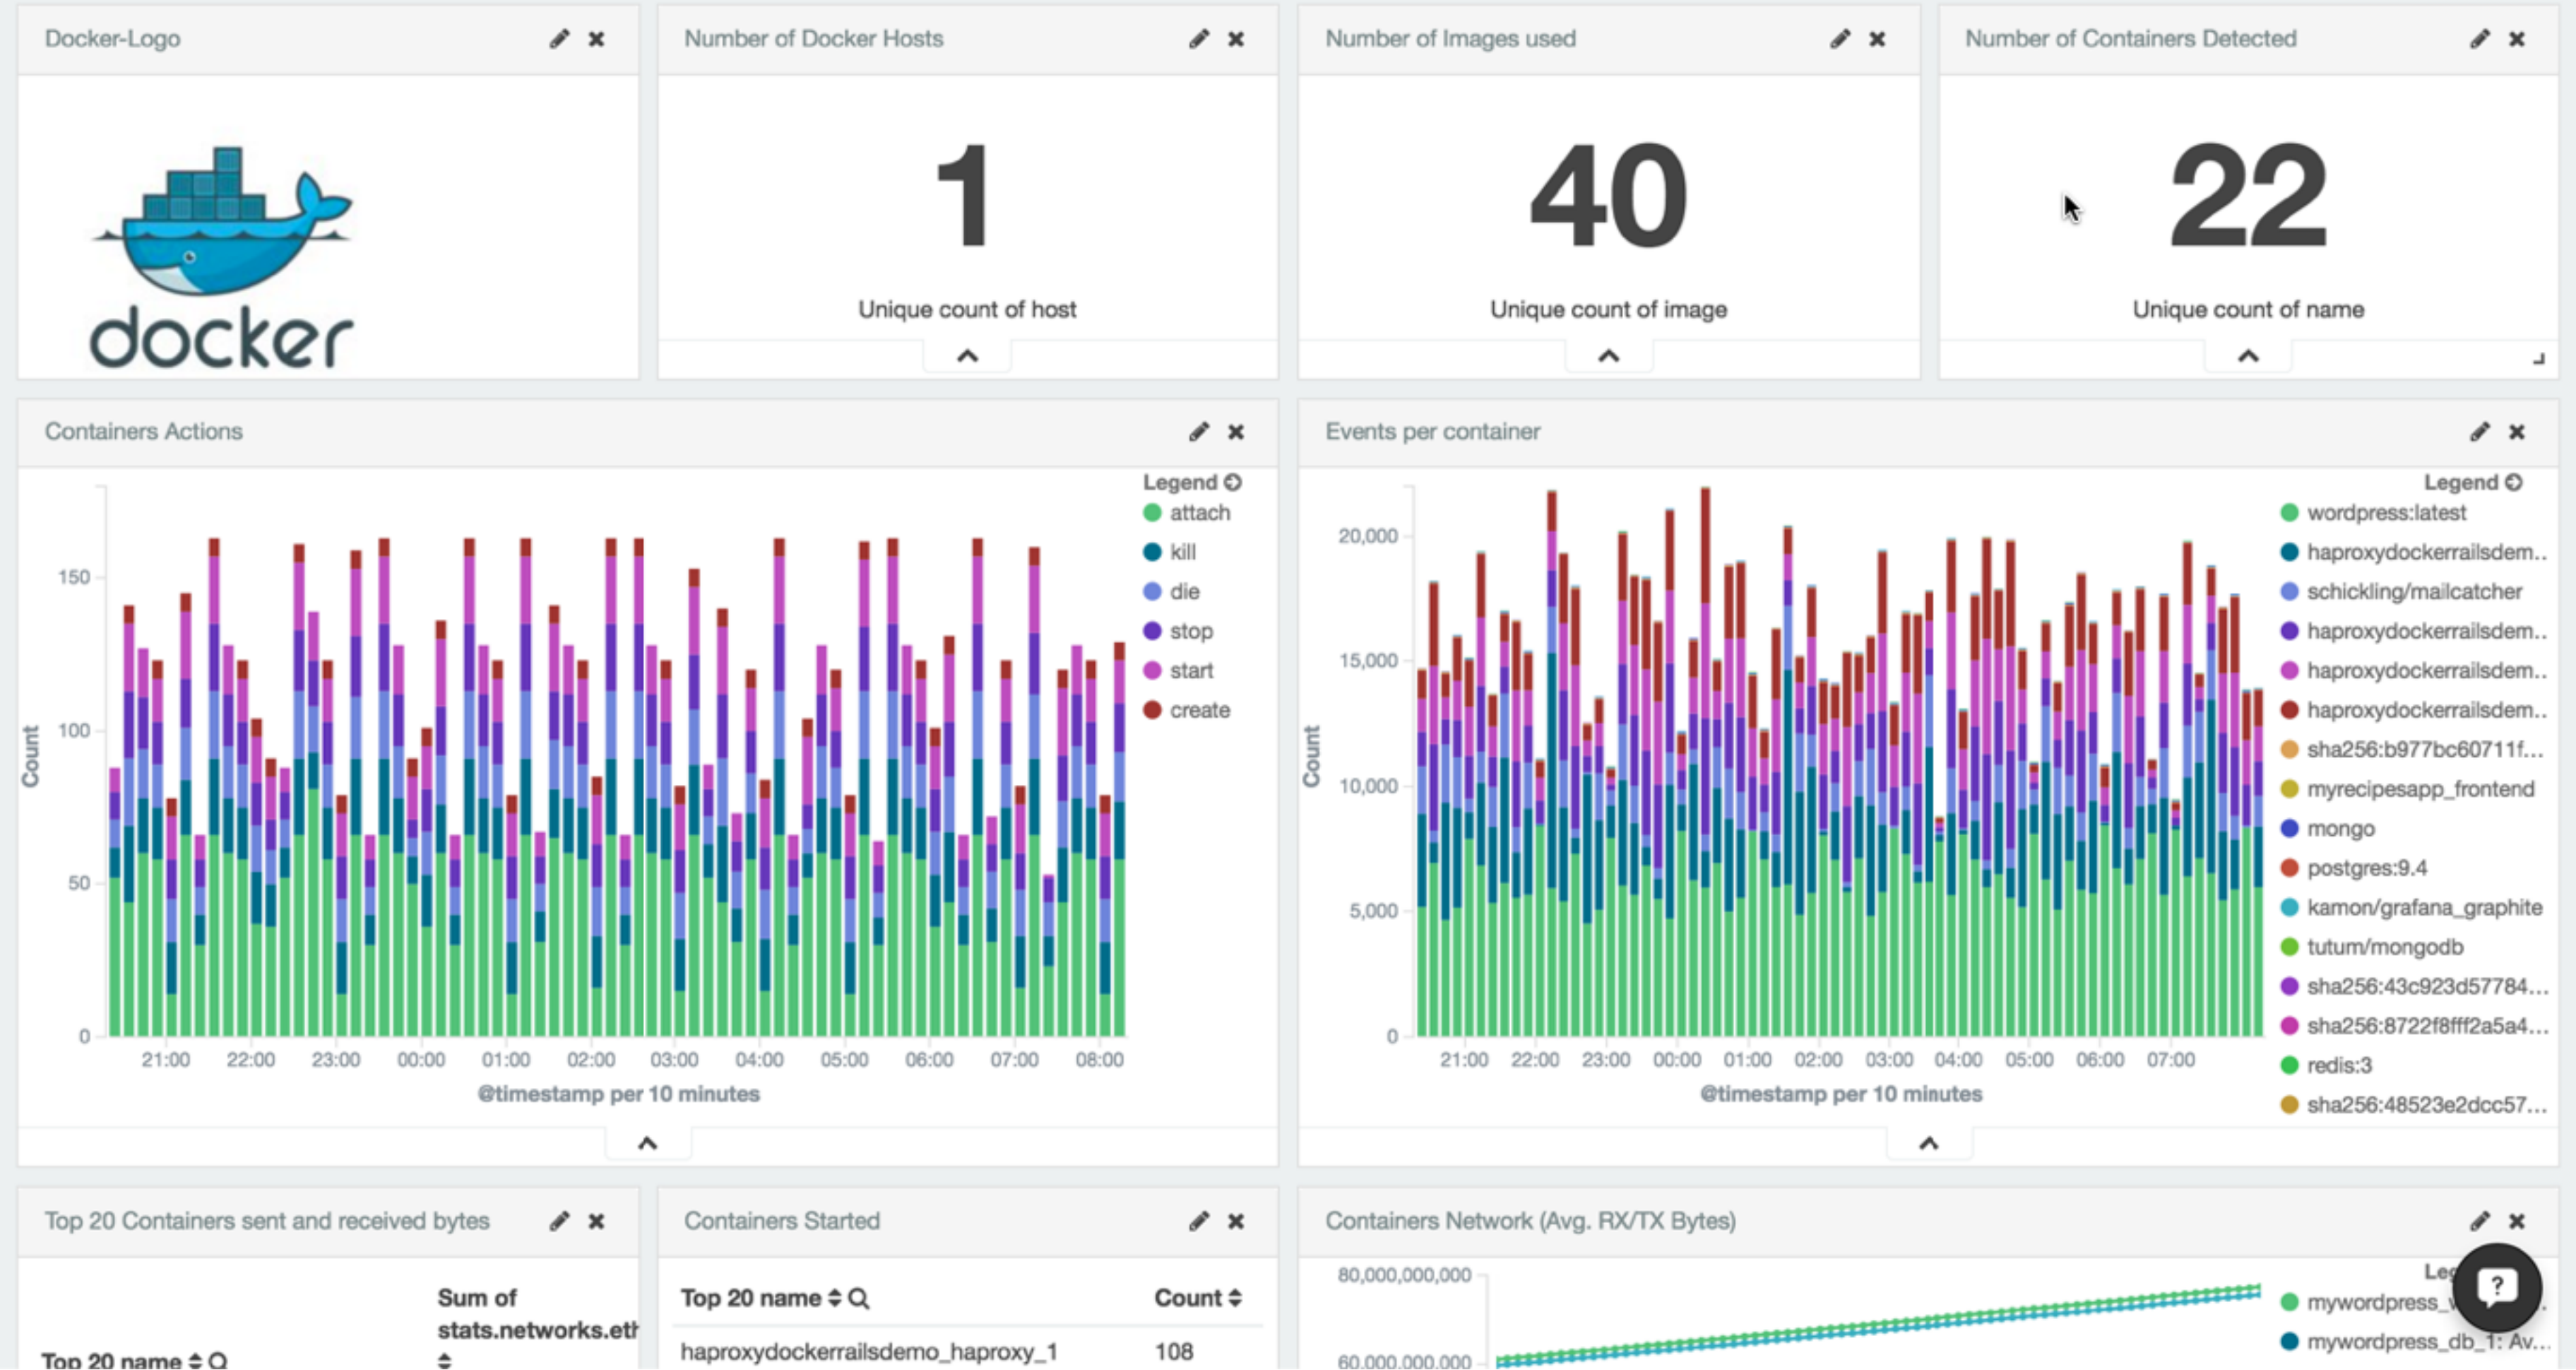 Docker-Logo
Number of Docker Hosts
Number of Images used
Number of Containers Detected
docker
1
Unique count of host
40
Unique count of image
22
Unique count of name
Containers Actions
Legend
attach
kill
die
stop
start
create
Count
150
100
50
0
21:00 22:00 23:00 00:00 01:00 02:00 03:00 04:00 05:00 06:00 07:00 08:00
@timestamp per 10 minutes
Events per container
Legend
wordpress:latest
haproxydockerrailsdem..
schickling/mailcatcher
haproxydockerrailsdem..
haproxydockerrailsdem..
haproxydockerrailsdem..
sha256:b977bc60711f...
myrecipesapp_frontend
mongo
postgres:9.4
kamon/grafana_graphite
tutum/mongodb
sha256:43c923d57784...
sha256:8722f8fff2a5a4...
redis:3
sha256:48523e2dcc57...
Count
20,000
15,000
10,000
5,000
0
21:00 22:00 23:00 00:00 01:00 02:00 03:00 04:00 05:00 06:00 07:00
@timestamp per 10 minutes
Top 20 Containers sent and received bytes
Top 20 name
Sum of
stats.networks.eth
Containers Started
Top 20 name Count
haproxydockerrailsdemo_haproxy_1 108
Containers Network (Avg. RX/TX Bytes)
80,000,000,000
60,000,000,000
?
mywordpress_
mywordpress_db_1: Av...